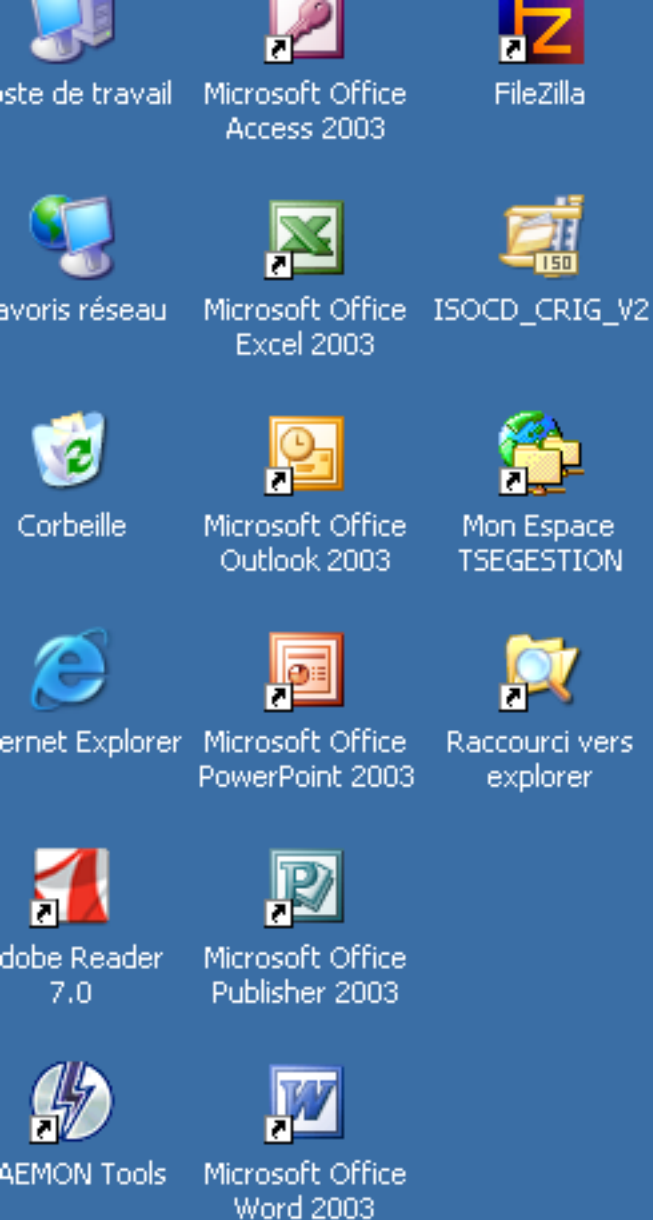 oste de travail
Microsoft Office
Access 2003
FileZilla
avoris réseau
Microsoft Office
Excel 2003
ISO
ISOCD_CRIG_V2
Corbeille
Microsoft Office
Outlook 2003
Mon Espace
TSEGESTION
ernet Explorer
Microsoft Office
PowerPoint 2003
Raccourci vers
explorer
dobe Reader
7.0
Microsoft Office
Publisher 2003
AEMON Tools
Microsoft Office
Word 2003